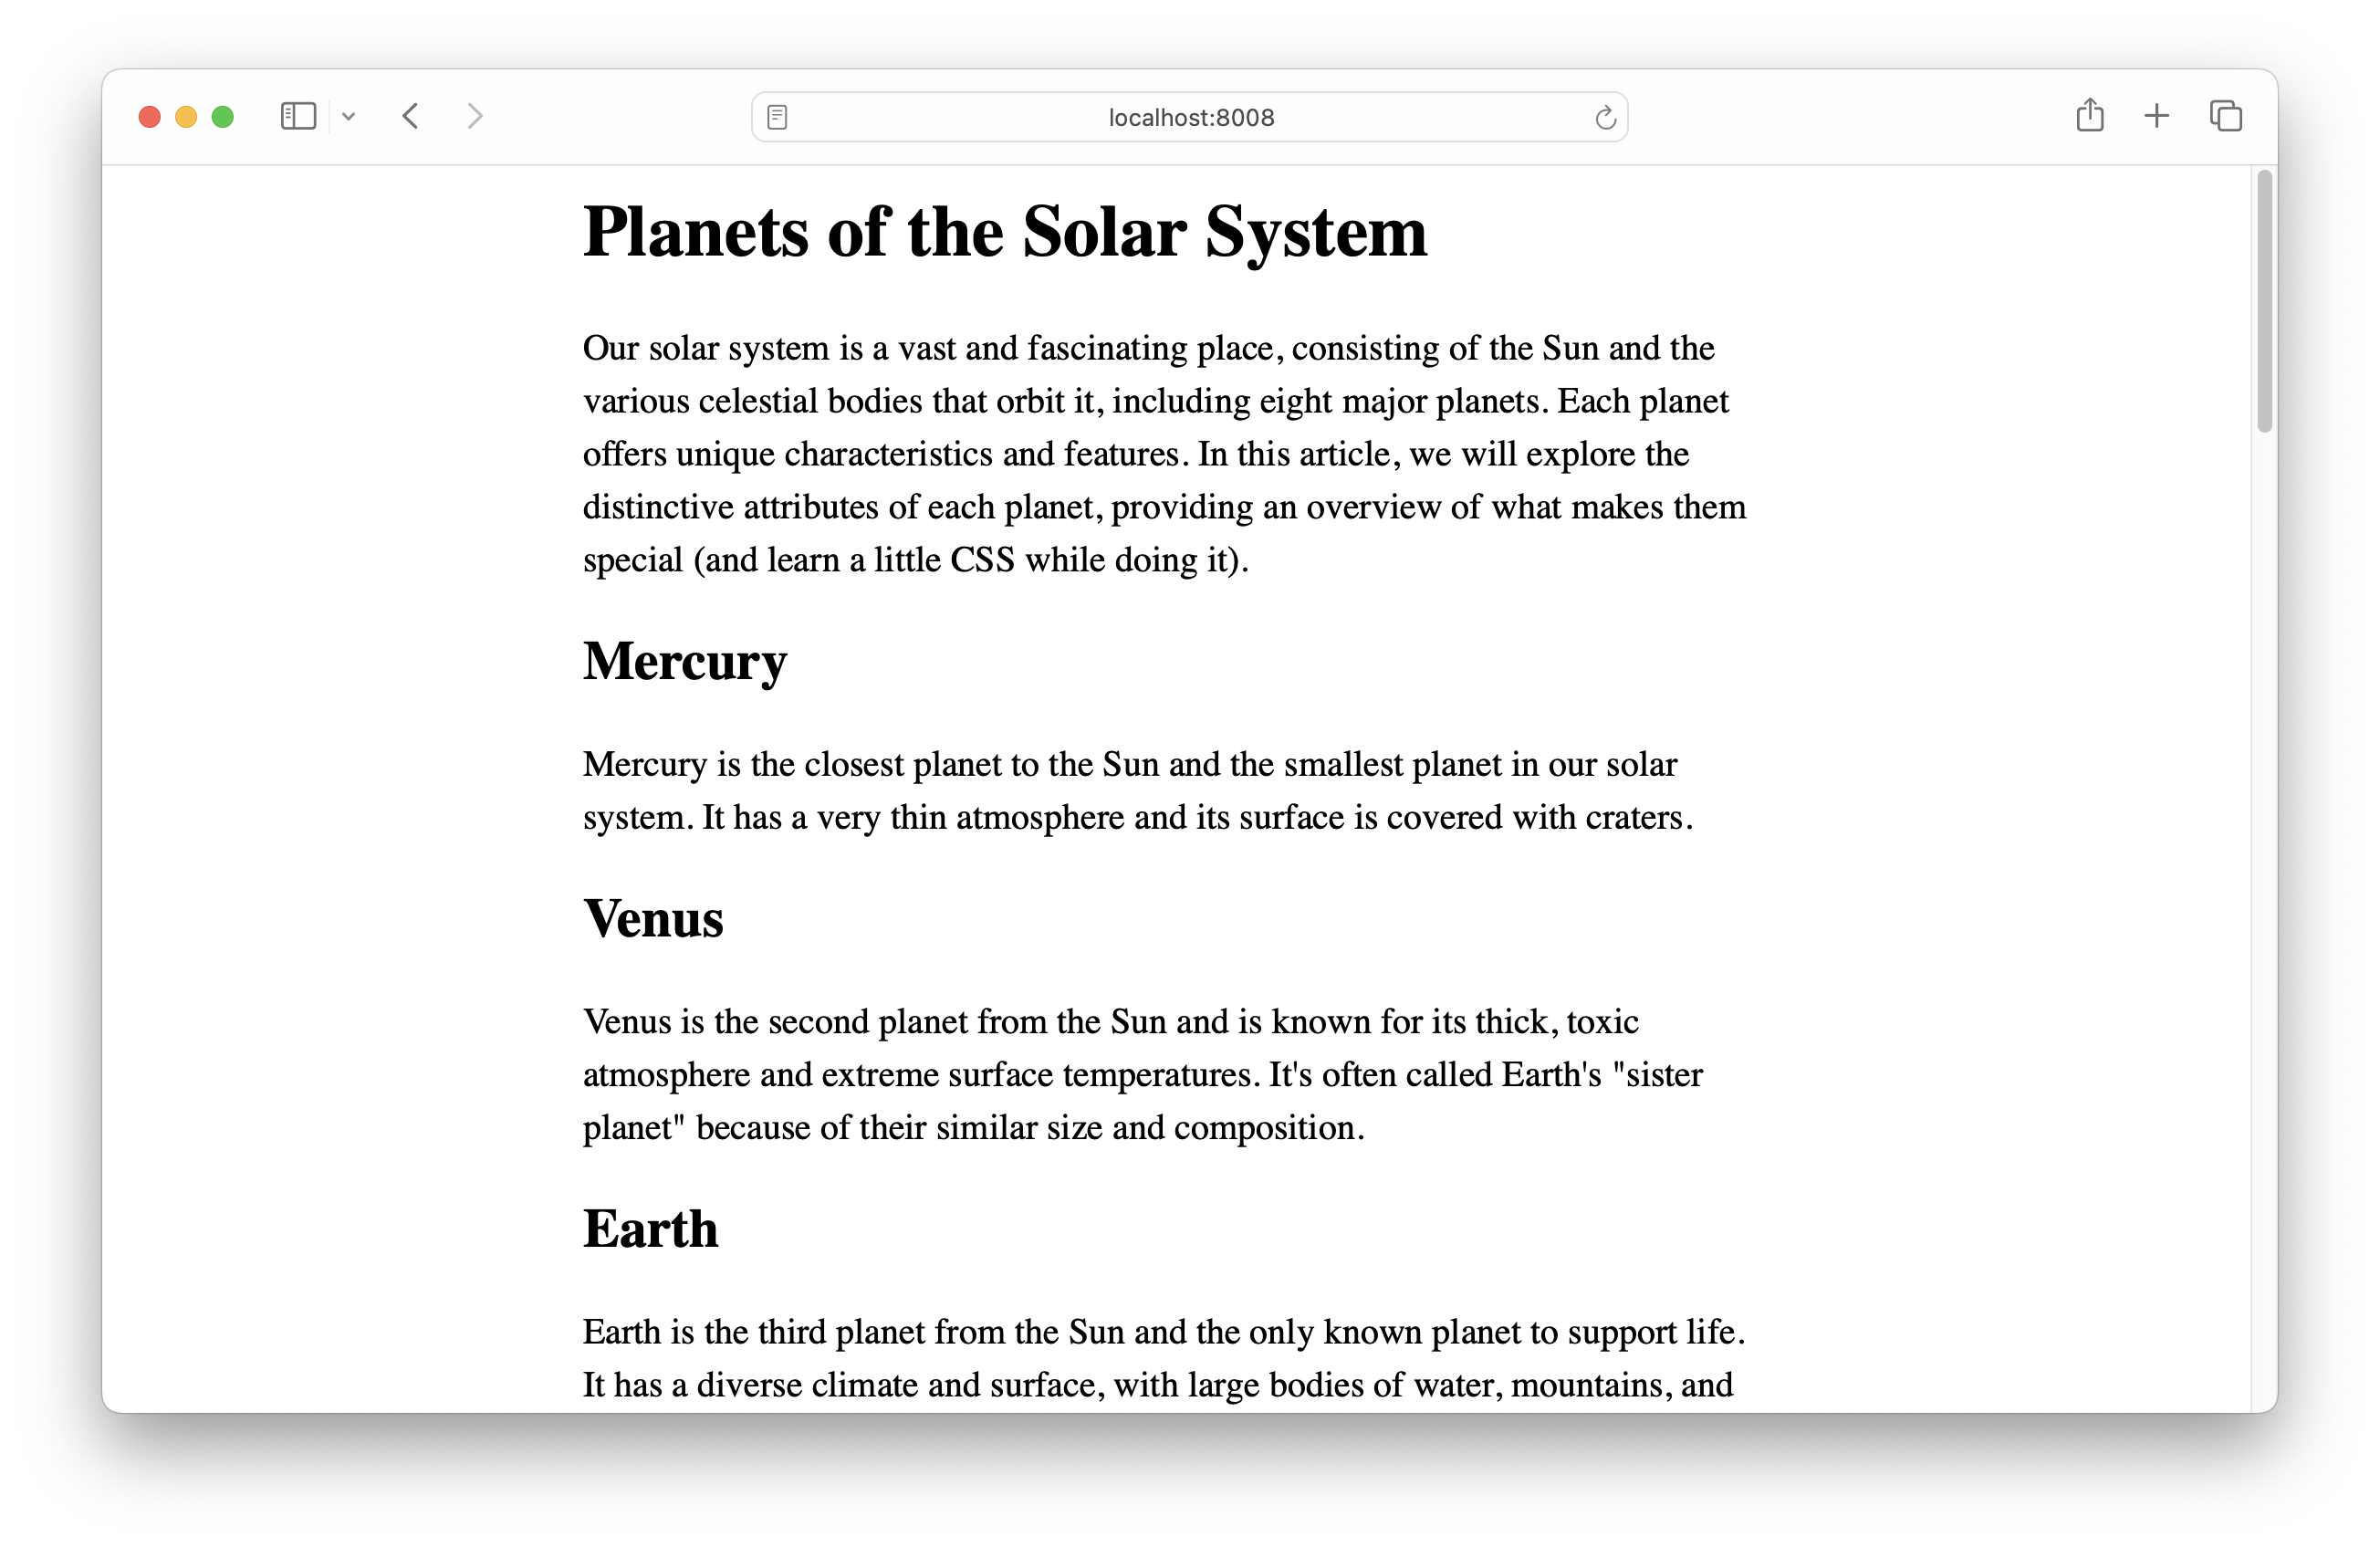 localhost:8008
Planets of the Solar System
Our solar system is a vast and fascinating place, consisting of the Sun and the
various celestial bodies that orbit it, including eight major planets. Each planet
offers unique characteristics and features. In this article, we will explore the
distinctive attributes of each planet, providing an overview of what makes them
special (and learn a little CSS while doing it).
Mercury
Mercury is the closest planet to the Sun and the smallest planet in our solar
system. It has a very thin atmosphere and its surface is covered with craters.
Venus
Venus is the second planet from the Sun and is known for its thick, toxic
atmosphere and extreme surface temperatures. It's often called Earth's "sister
planet" because of their similar size and composition.
Earth
Earth is the third planet from the Sun and the only known planet to support life.
It has a diverse climate and surface, with large bodies of water, mountains, and